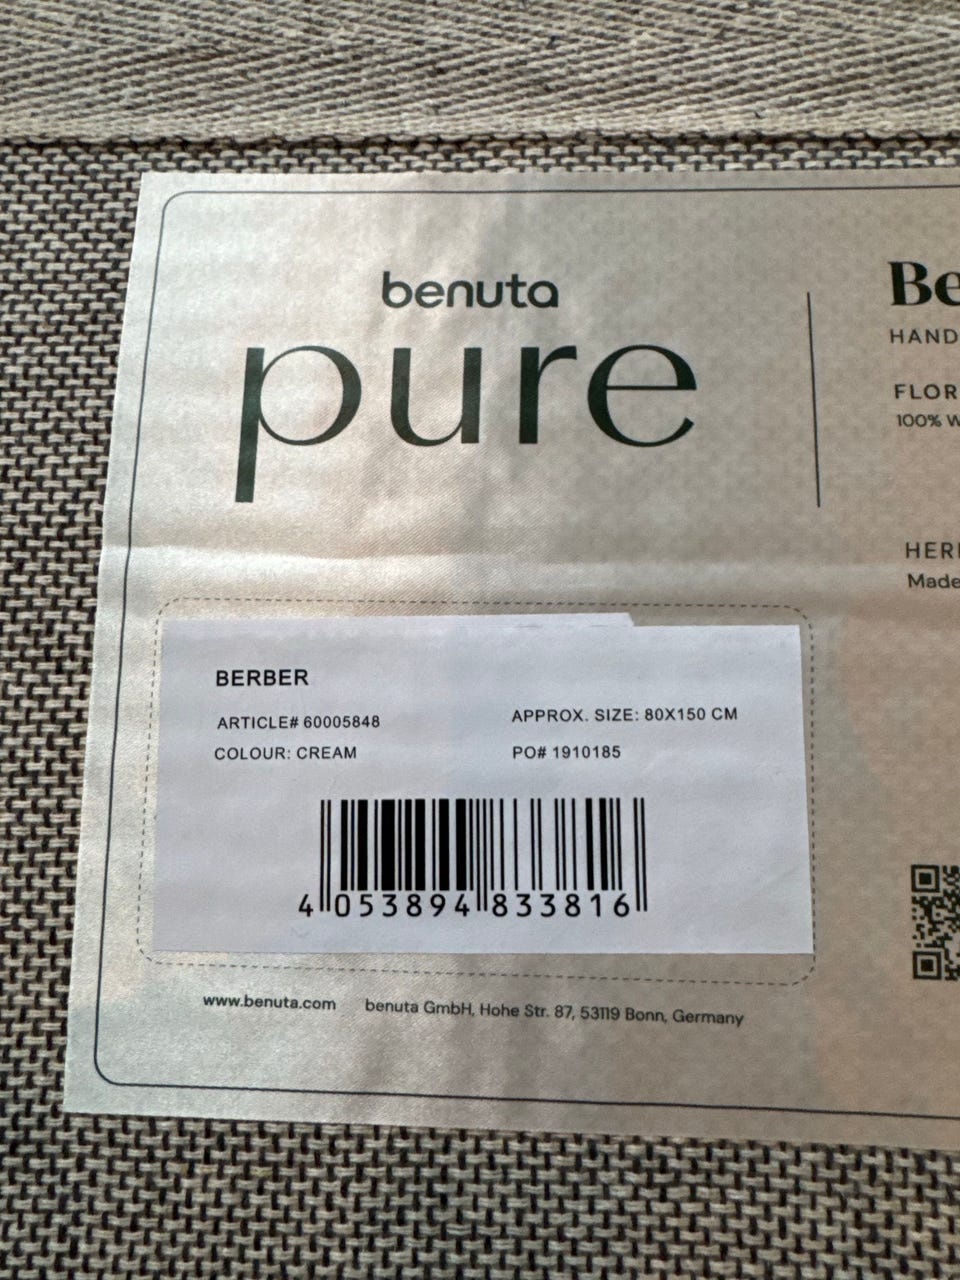 benuta
pure
Be
HAND
FLOR
100% W
HER
Made
BERBER
ARTICLE# 60005848
APPROX. SIZE: 80X150 CM
COLOUR: CREAM
PO# 1910185
4 053894 833816
www.benuta.com benuta GmbH, Hohe Str. 87, 53119 Bonn, Germany